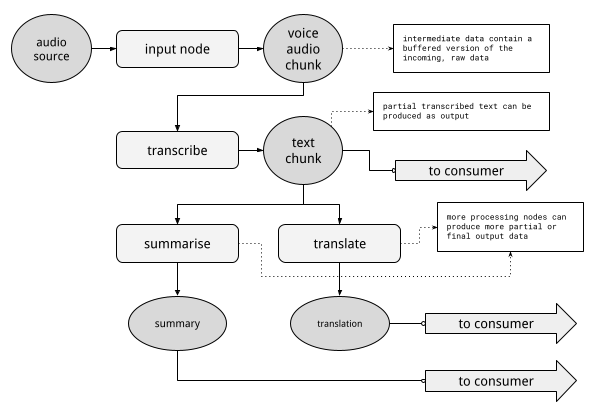 audio
source
input node
voice
audio
chunk
intermediate data contain a
buffered version of the
incoming, raw data
partial transcribed text can be
produced as output
transcribe
text
chunk
to consumer
more processing nodes can
produce more partial or
final output data
summarise
translate
summary
translation
to consumer
to consumer